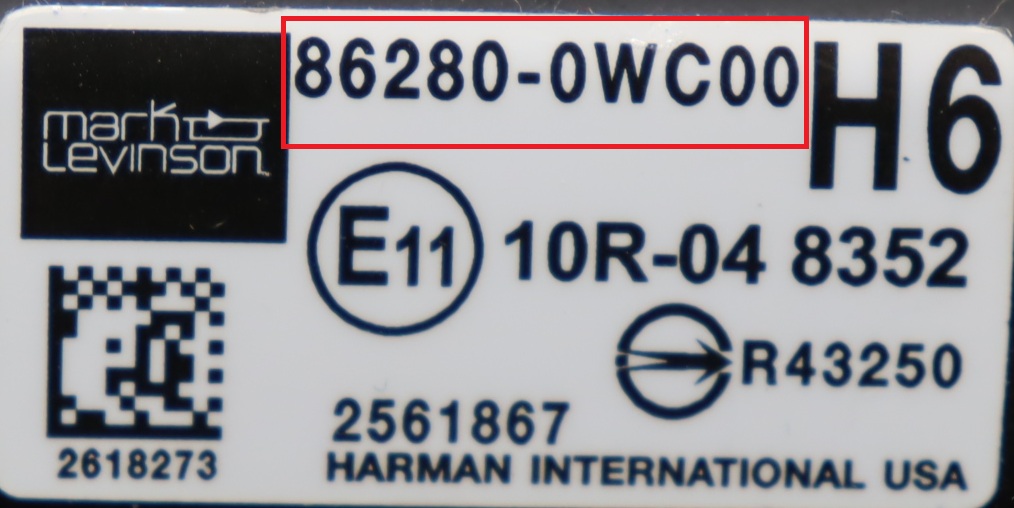 mark
Levinson
86280-0WC00
H6
E11
10R-04 8352
R43250
2561867
2618273
HARMAN INTERNATIONAL USA